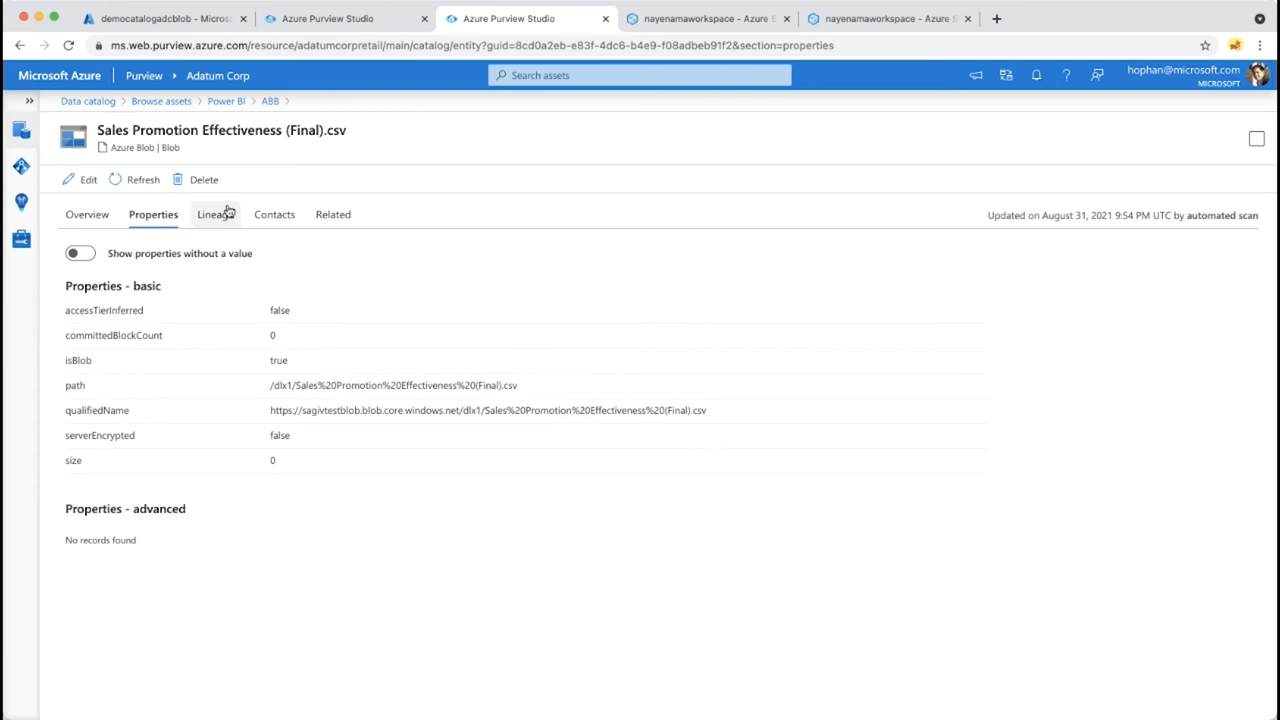 democatalogadcblob - Micros
Azure Purview Studio
Azure Purview Studio
nayenamaworkspace - Azure S
nayenamaworkspace - Azure S
ms.web.purview.azure.com/resource/adatumcorpretail/main/catalog/entity?guid=8cd0a2eb-e83f-4dc6-b4e9-f08adbeb91f2&section=properties
Microsoft Azure
Purview
Adatum Corp
Search assets
hophan@microsoft.com
MICROSOFT
Data catalog > Browse assets > Power BI > ABB >
Sales Promotion Effectiveness (Final).csv
Azure Blob | Blob
Edit
Refresh
Delete
Overview
Properties
Lineage
Contacts
Related
Updated on August 31, 2021 9:54 PM UTC by automated scan
Show properties without a value
Properties - basic
accessTierInferred false
committedBlockCount 0
isBlob true
path /dlx1/Sales%20Promotion%20Effectiveness%20(Final).csv
qualifiedName https://sagivtestblob.blob.core.windows.net/dlx1/Sales%20Promotion%20Effectiveness%20(Final).csv
serverEncrypted false
size 0
Properties - advanced
No records found